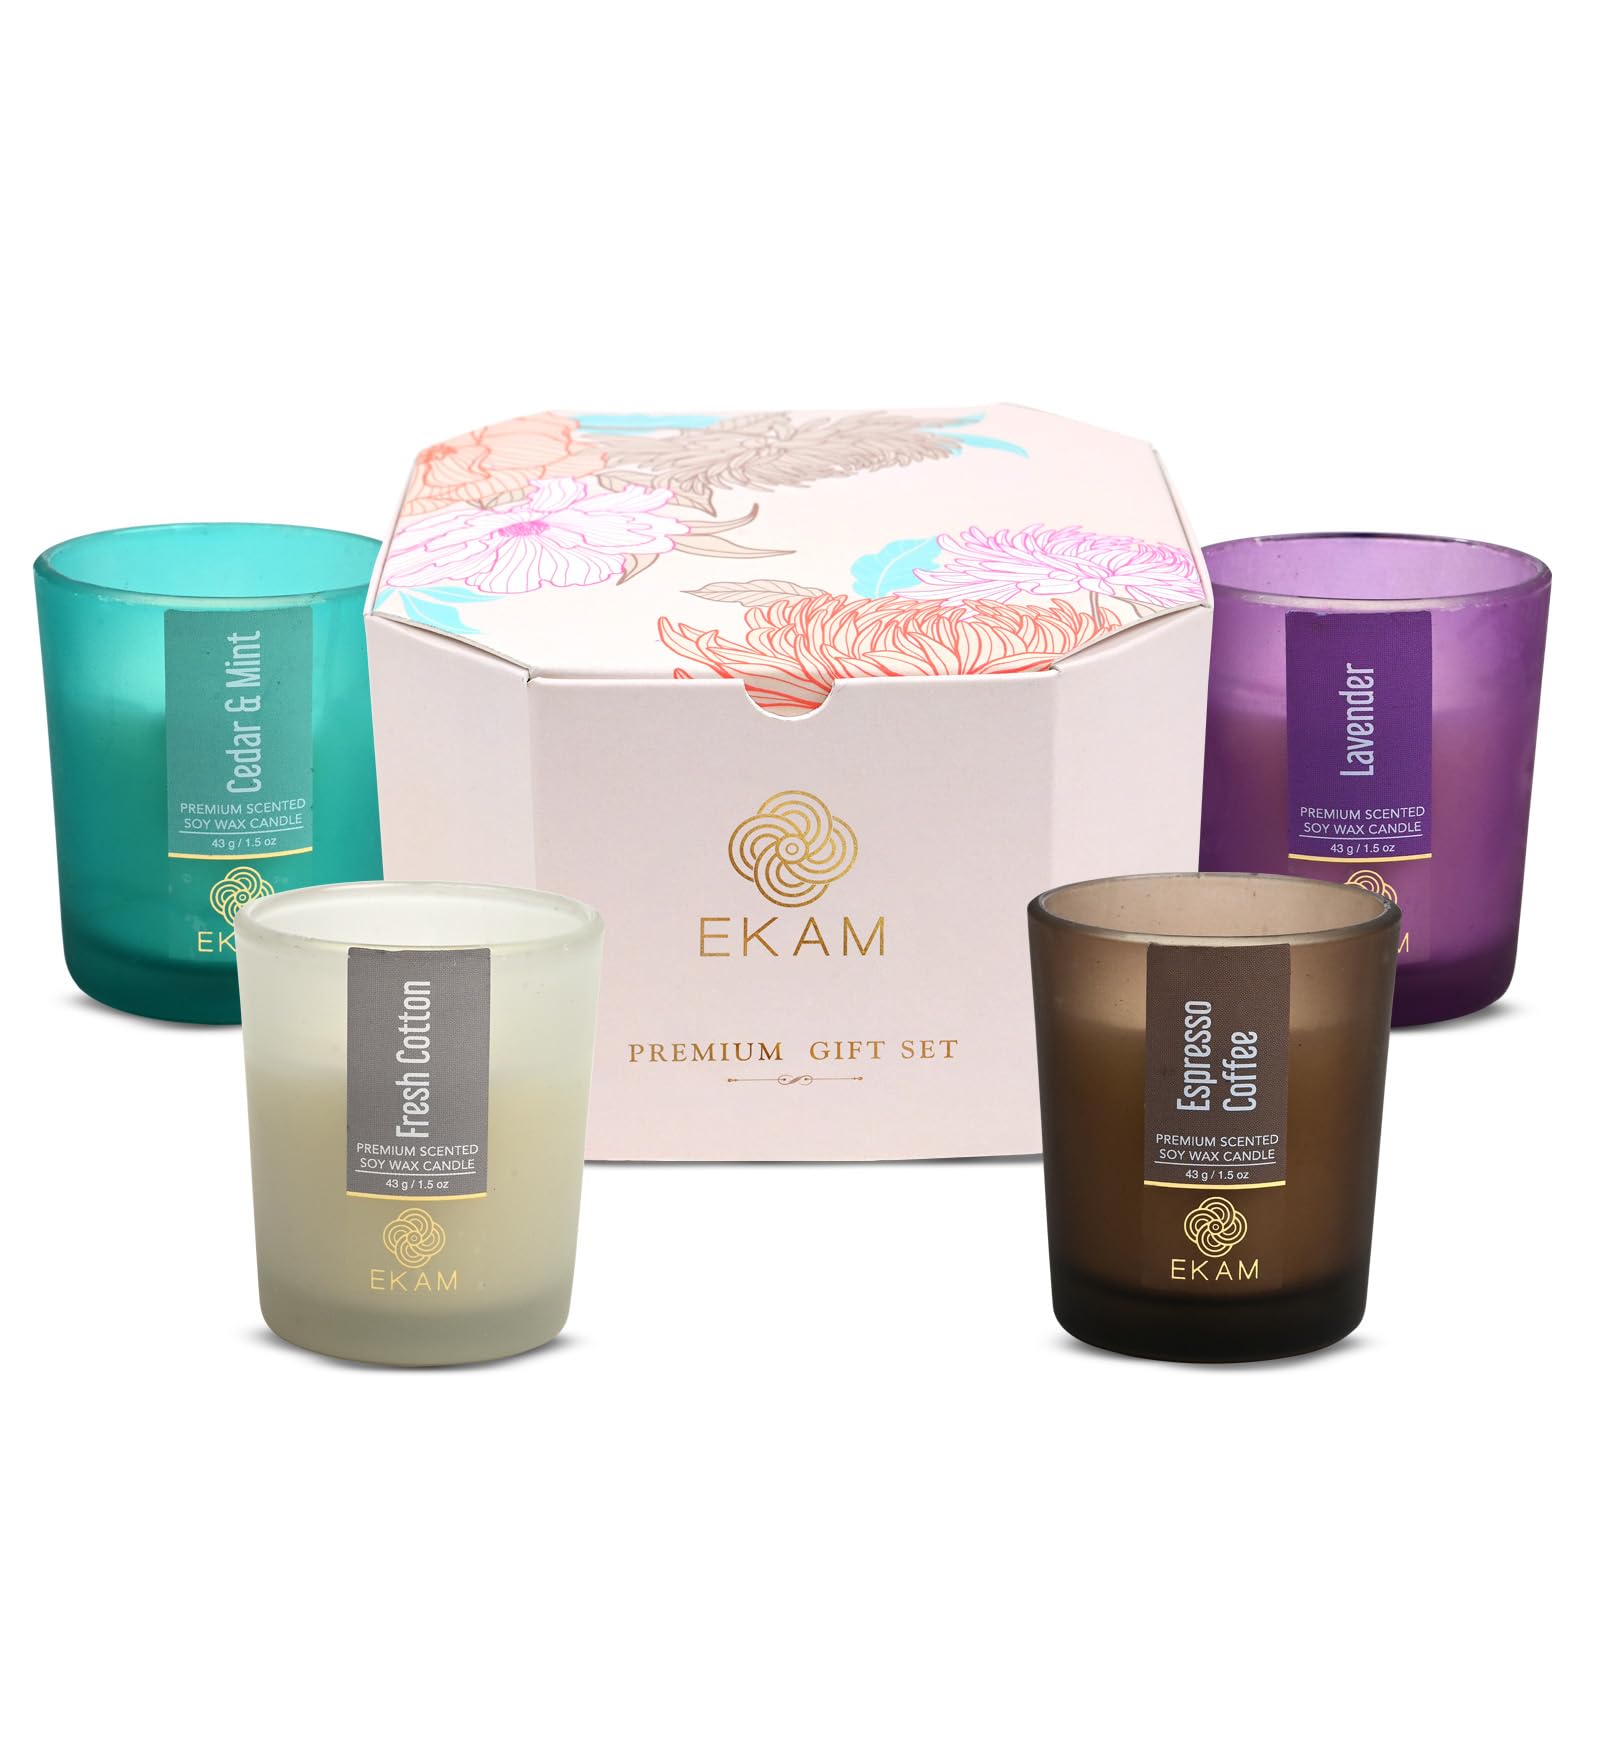 Cedar & Mint
PREMIUM SCENTED
SOY WAX CANDLE
43 g / 1.5 oz
Lavender
PREMIUM SCENTED
SOY WAX CANDLE
43 g / 1.5 oz
EKAM
PREMIUM GIFT SET
Fresh Cotton
PREMIUM SCENTED
SOY WAX CANDLE
43 g / 1.5 oz
EKAM
Espresso
Coffee
PREMIUM SCENTED
SOY WAX CANDLE
43 g / 1.5 oz
EKAM